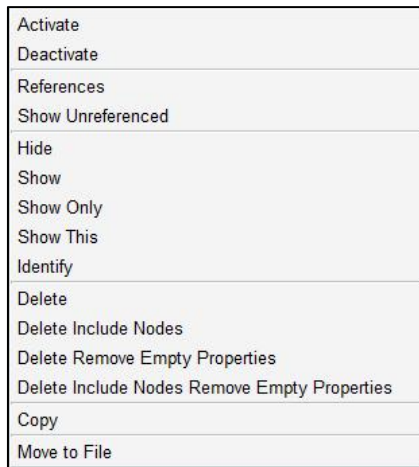 Activate
Deactivate
References
Show Unreferenced
Hide
Show
Show Only
Show This
Identify
Delete
Delete Include Nodes
Delete Remove Empty Properties
Delete Include Nodes Remove Empty Properties
Copy
Move to File